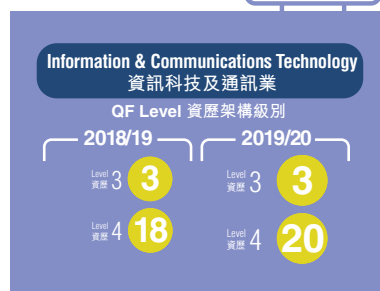 Information & Communications Technology
資訊科技及通訊業
QF Level 資歷架構級別
2018/19
Level
資歷 3 3
Level
資歷 4 18
2019/20
Level
資歷 3 3
Level
資歷 4 20